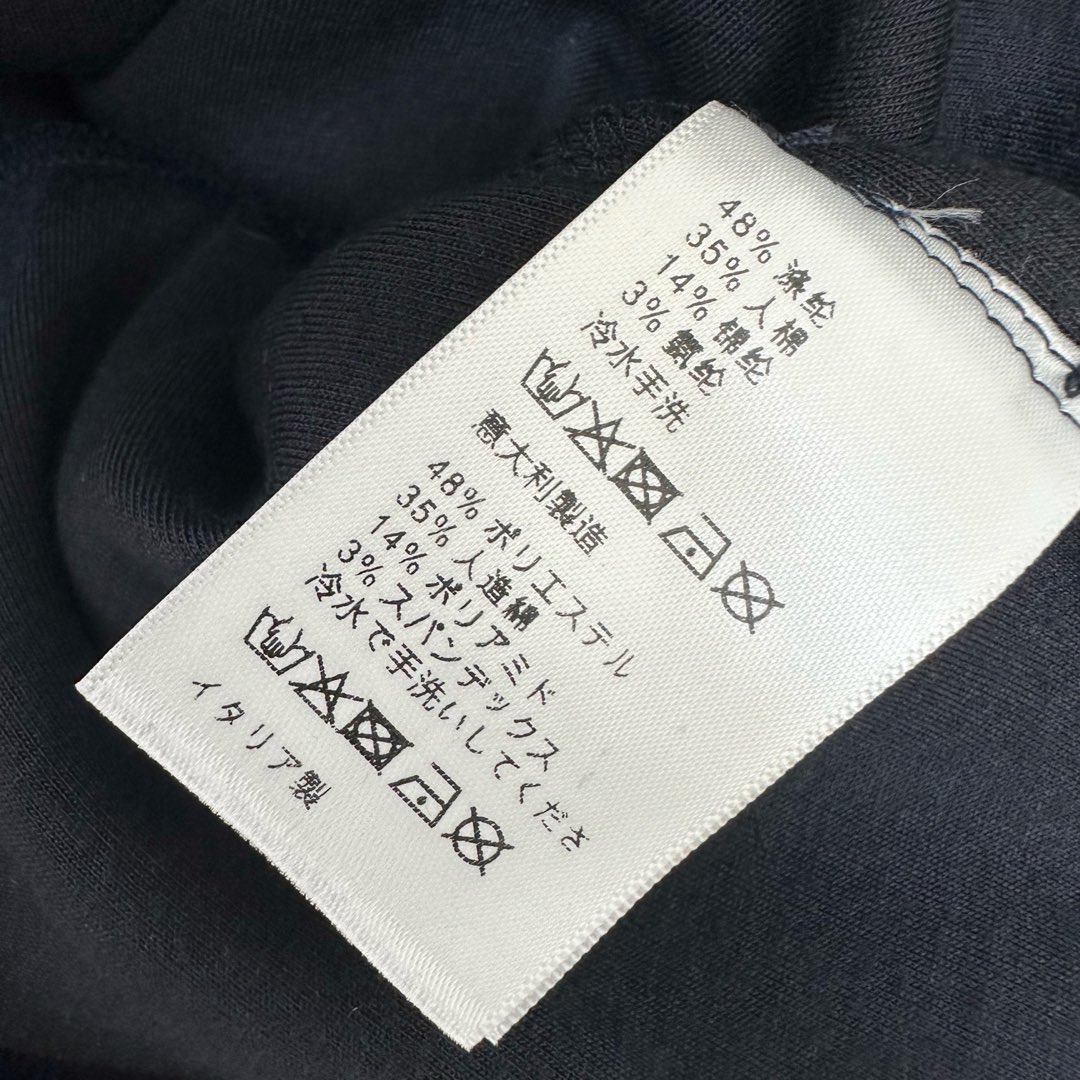 48% 涤纶
35% 人棉
14% 锦纶
3% 氨纶
冷水手洗
意大利製造
48% ポリエステル
35% 人造綿
14% ポリアミド
3% スパンデックス
冷水で手洗いしてくださ
イタリア製